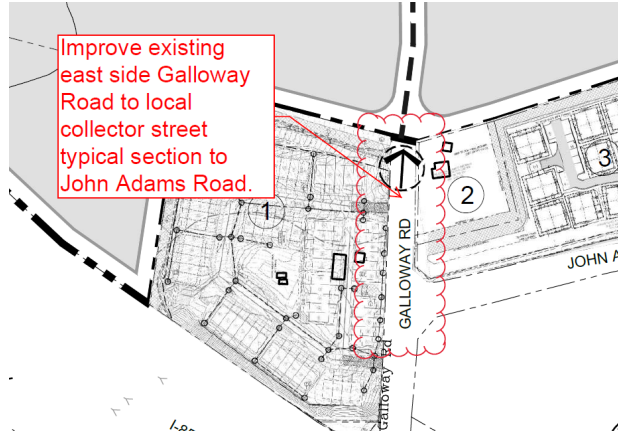 Improve existing
east side Galloway
Road to local
collector street
typical section to
John Adams Road.
1
2
3
GALLOWAY RD
JOHN A
Galloway Rd
I-85